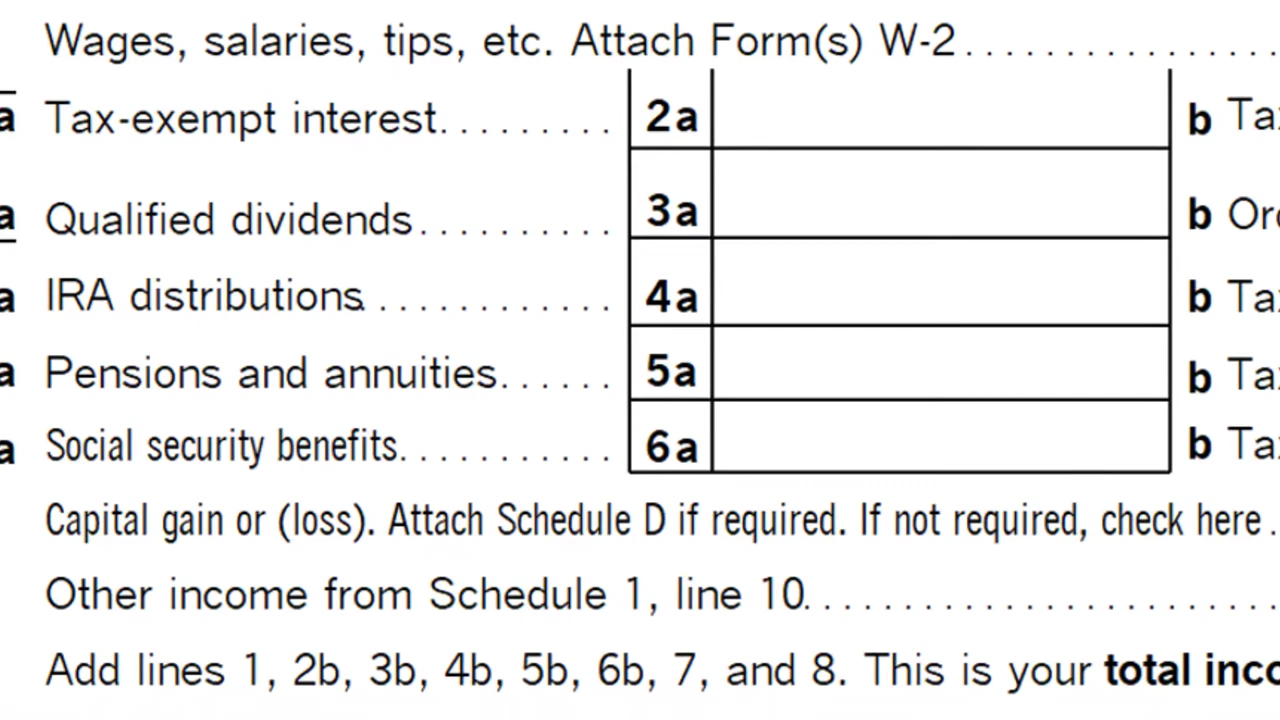 Wages, salaries, tips, etc. Attach Form(s) W-2
a Tax-exempt interest 2a b
a Qualified dividends 3a b
a IRA distributions 4a b
a Pensions and annuities 5a b
a Social security benefits 6a b
Capital gain or (loss). Attach Schedule D if required. If not required, check here
Other income from Schedule 1, line 10
Add lines 1, 2b, 3b, 4b, 5b, 6b, 7, and 8. This is your total